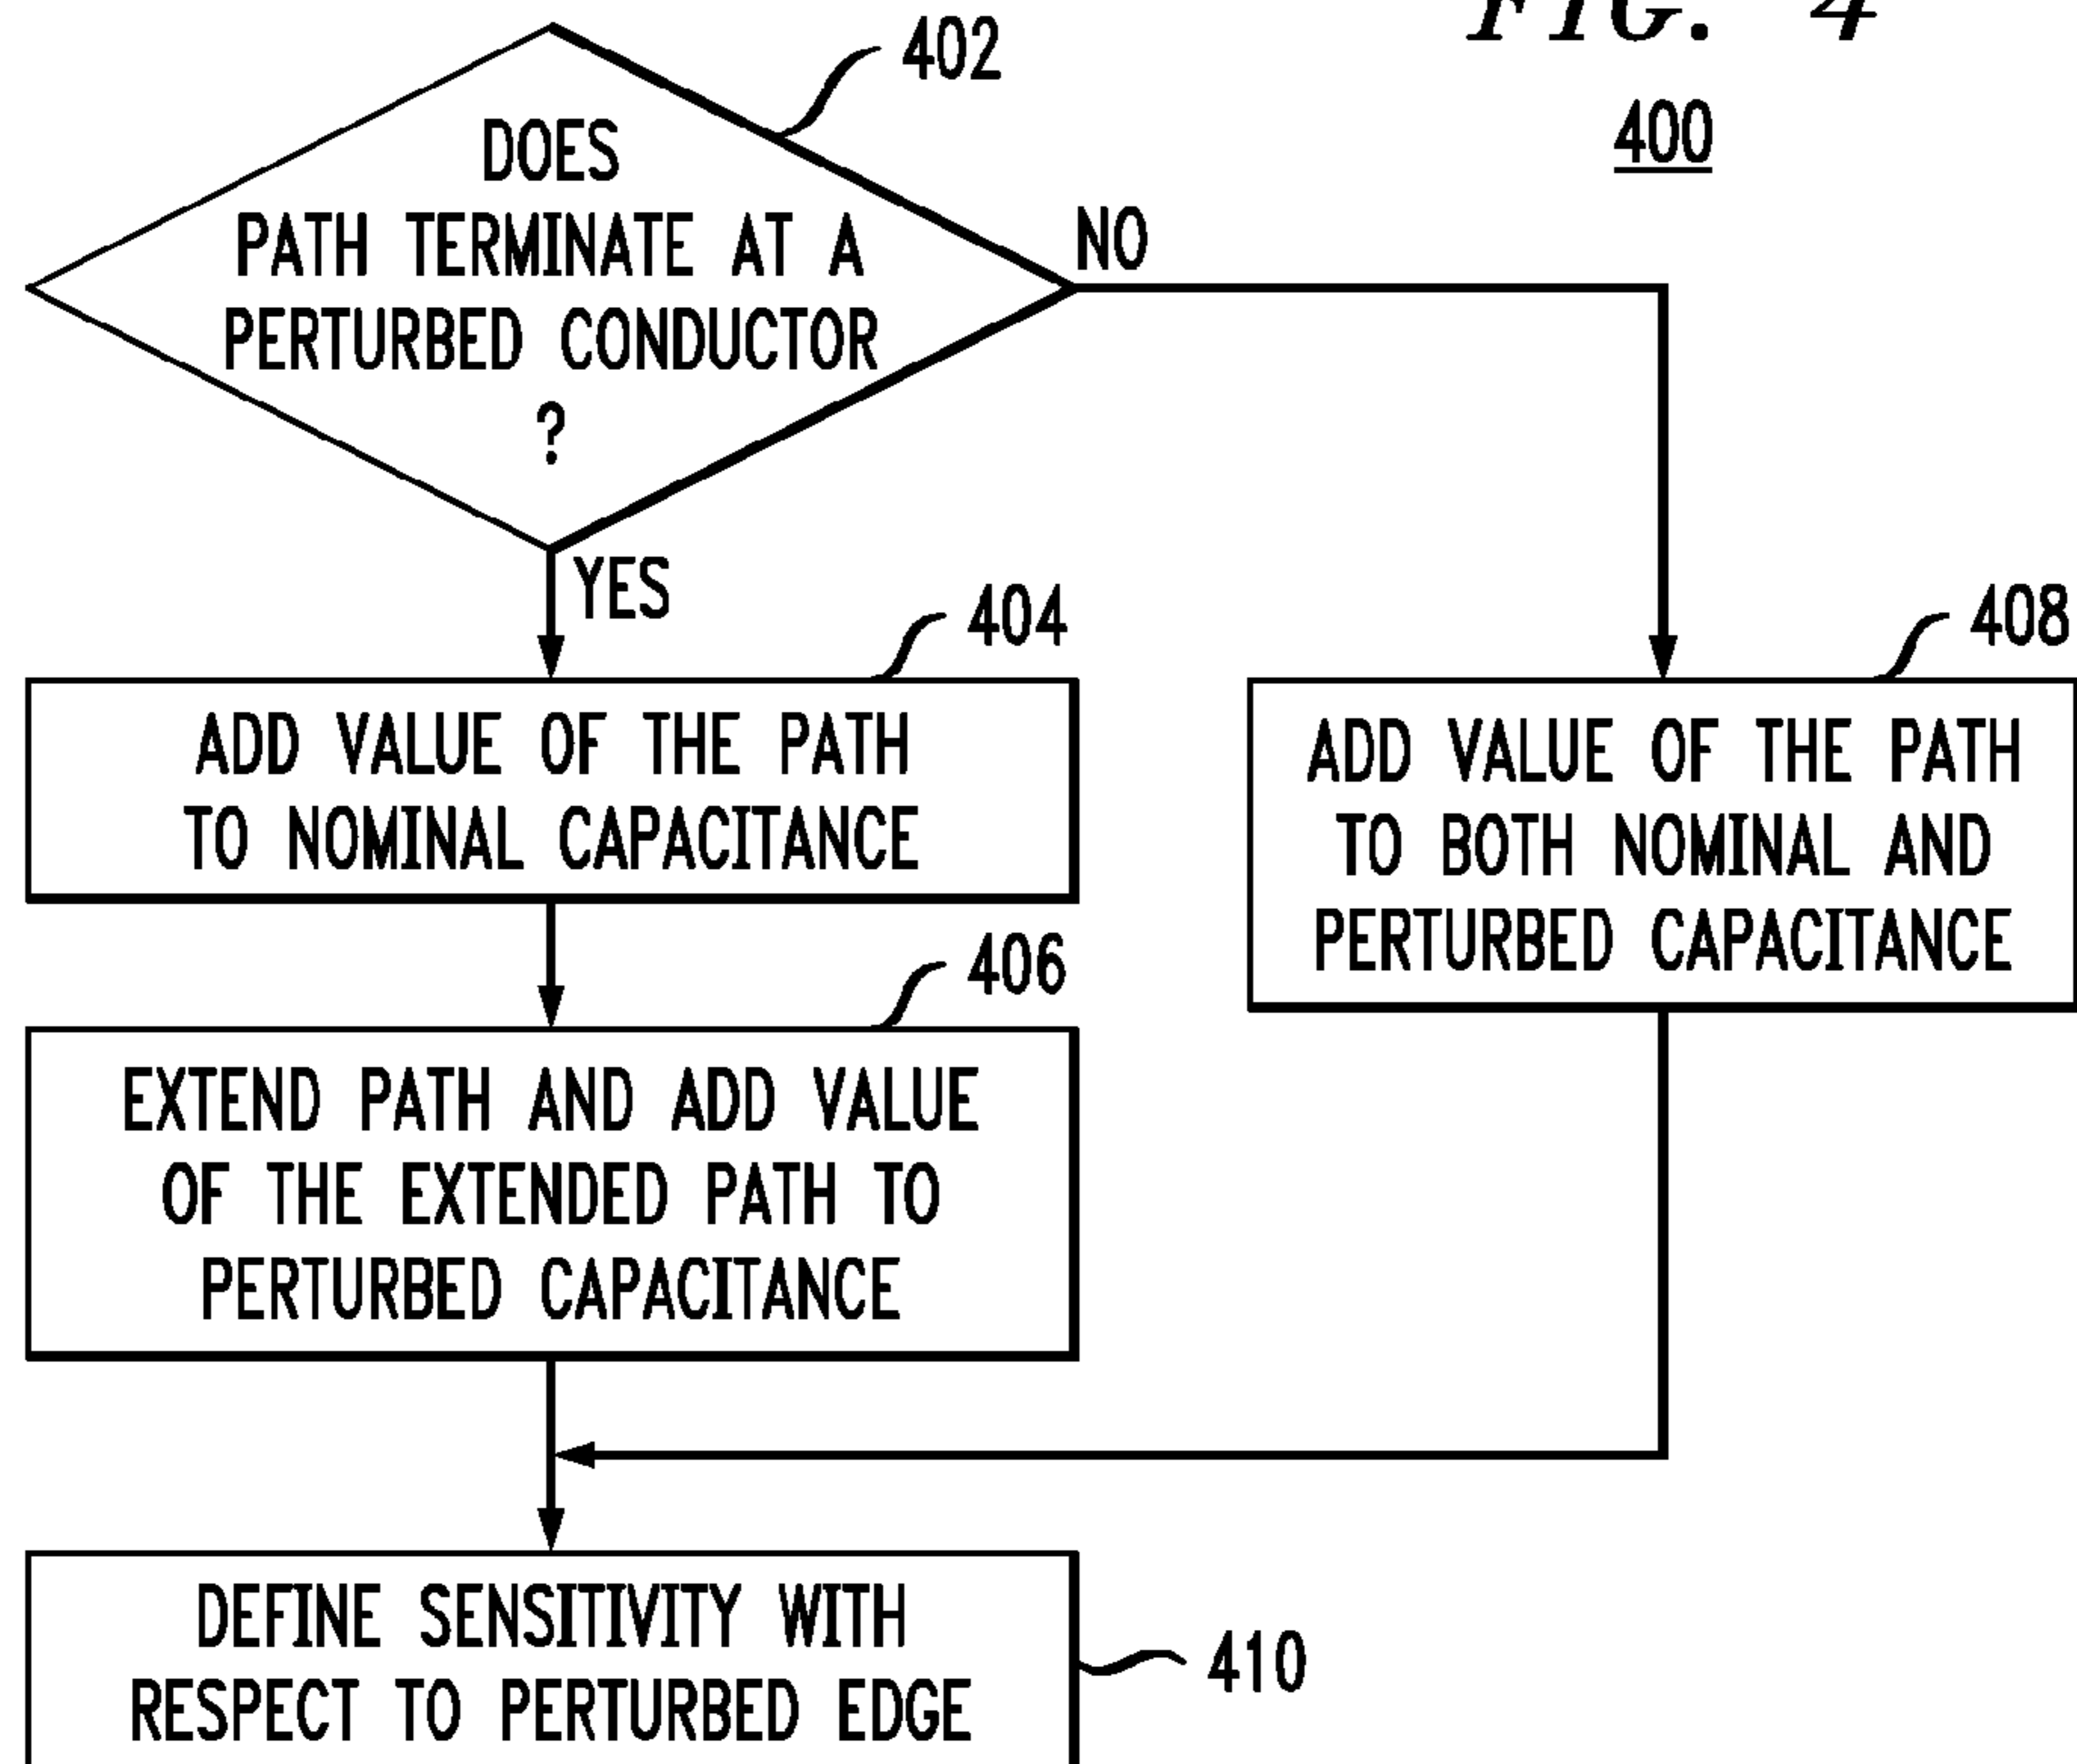 FIG. 4
400
402
DOES
PATH TERMINATE AT A
PERTURBED CONDUCTOR
?
NO
YES
404
ADD VALUE OF THE PATH
TO NOMINAL CAPACITANCE
408
ADD VALUE OF THE PATH
TO BOTH NOMINAL AND
PERTURBED CAPACITANCE
406
EXTEND PATH AND ADD VALUE
OF THE EXTENDED PATH TO
PERTURBED CAPACITANCE
DEFINE SENSITIVITY WITH
RESPECT TO PERTURBED EDGE
410